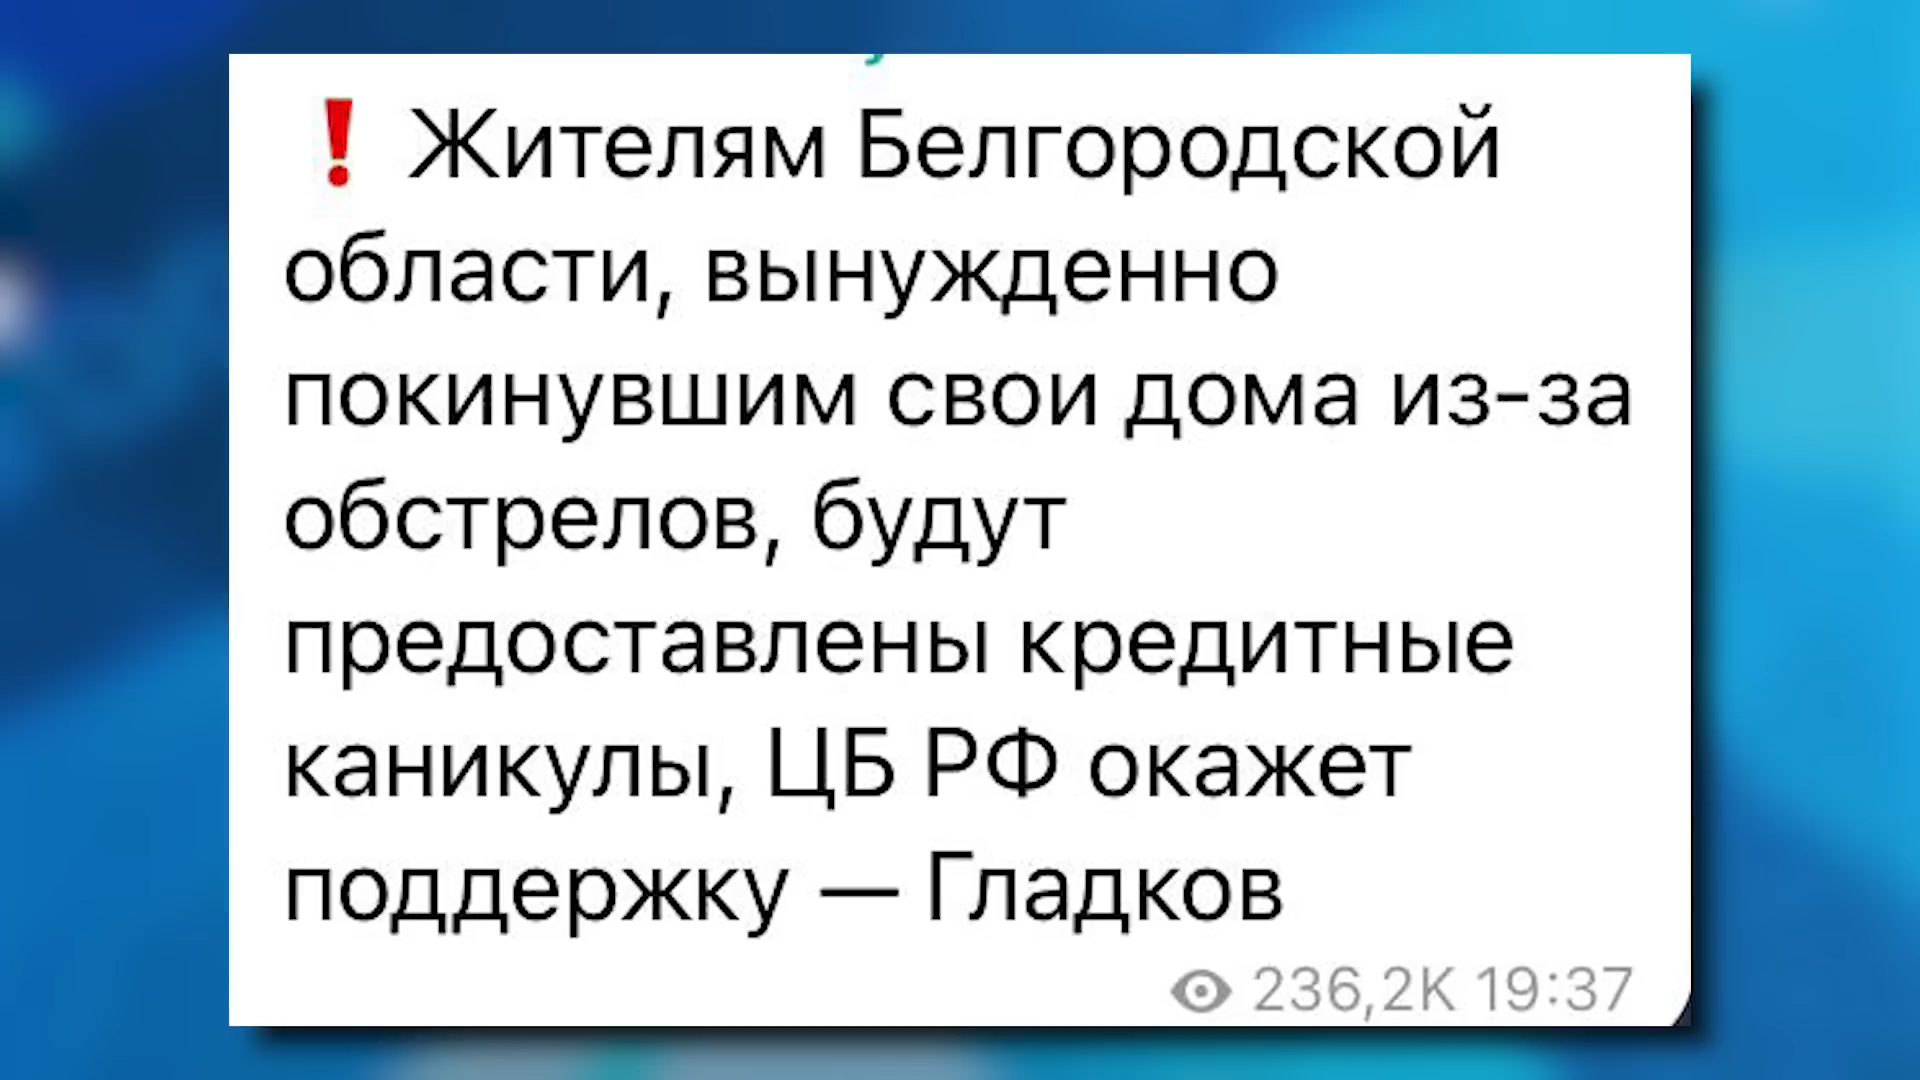 ❗ Жителям Белгородской
области, вынужденно
покинувшим свои дома из-за
обстрелов, будут
предоставлены кредитные
каникулы, ЦБ РФ окажет
поддержку — Гладков
236,2K 19:37